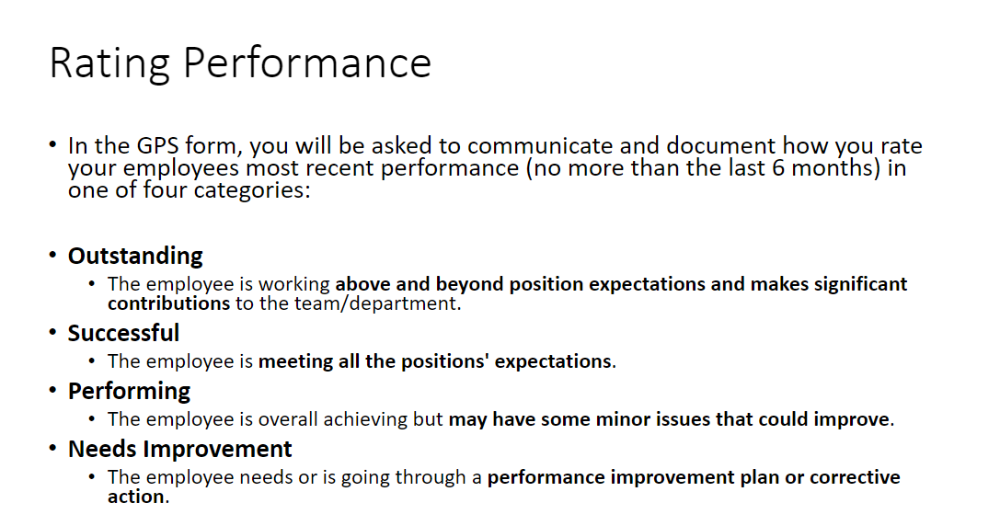 Rating Performance
• In the GPS form, you will be asked to communicate and document how you rate
your employees most recent performance (no more than the last 6 months) in
one of four categories:
• Outstanding
• The employee is working above and beyond position expectations and makes significant
contributions to the team/department.
• Successful
• The employee is meeting all the positions' expectations.
• Performing
• The employee is overall achieving but may have some minor issues that could improve.
• Needs Improvement
• The employee needs or is going through a performance improvement plan or corrective
action.